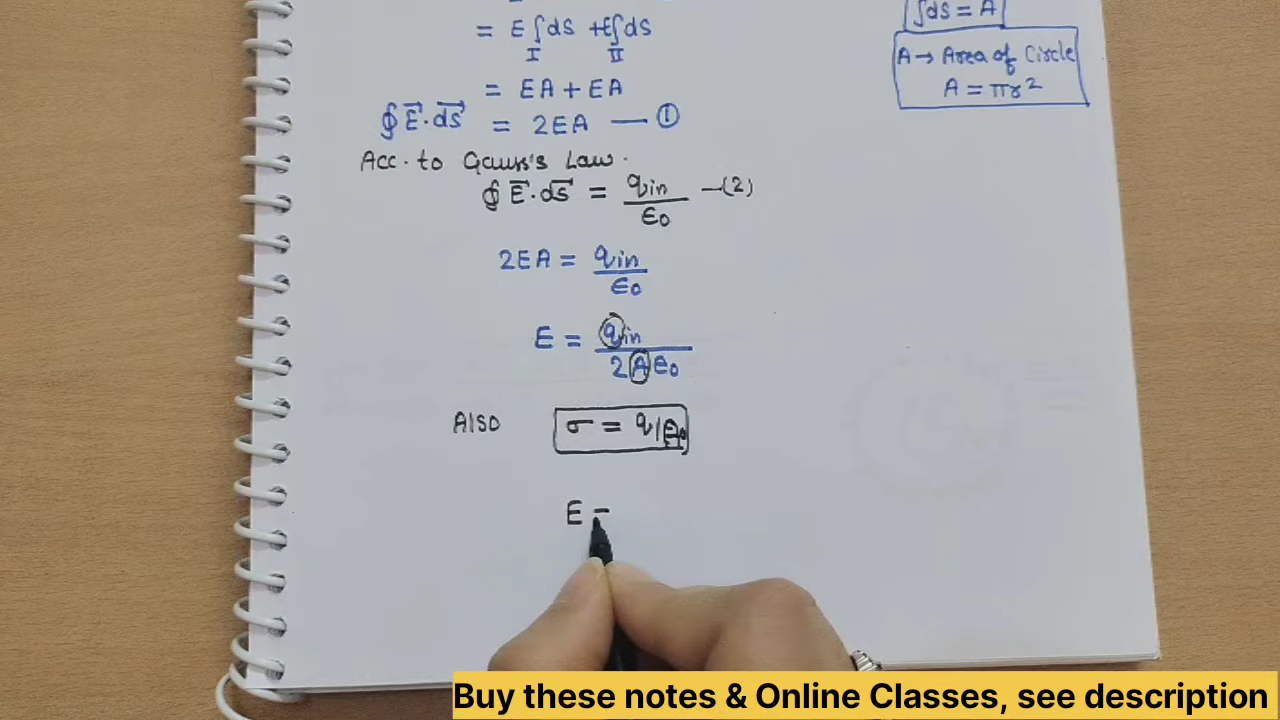 = E∫ds + E∫ds
I II
= EA + EA
∮E⃗.ds⃗ = 2EA — ①
Acc. to Gauss's Law.
∮E⃗.ds⃗ = qin/ε0 —(2)
2EA = qin/ε0
E = qin/2Aε0
Also σ = q/
E =
∫ds = A
A → Area of Circle
A = πr²
Buy these notes & Online Classes, see description